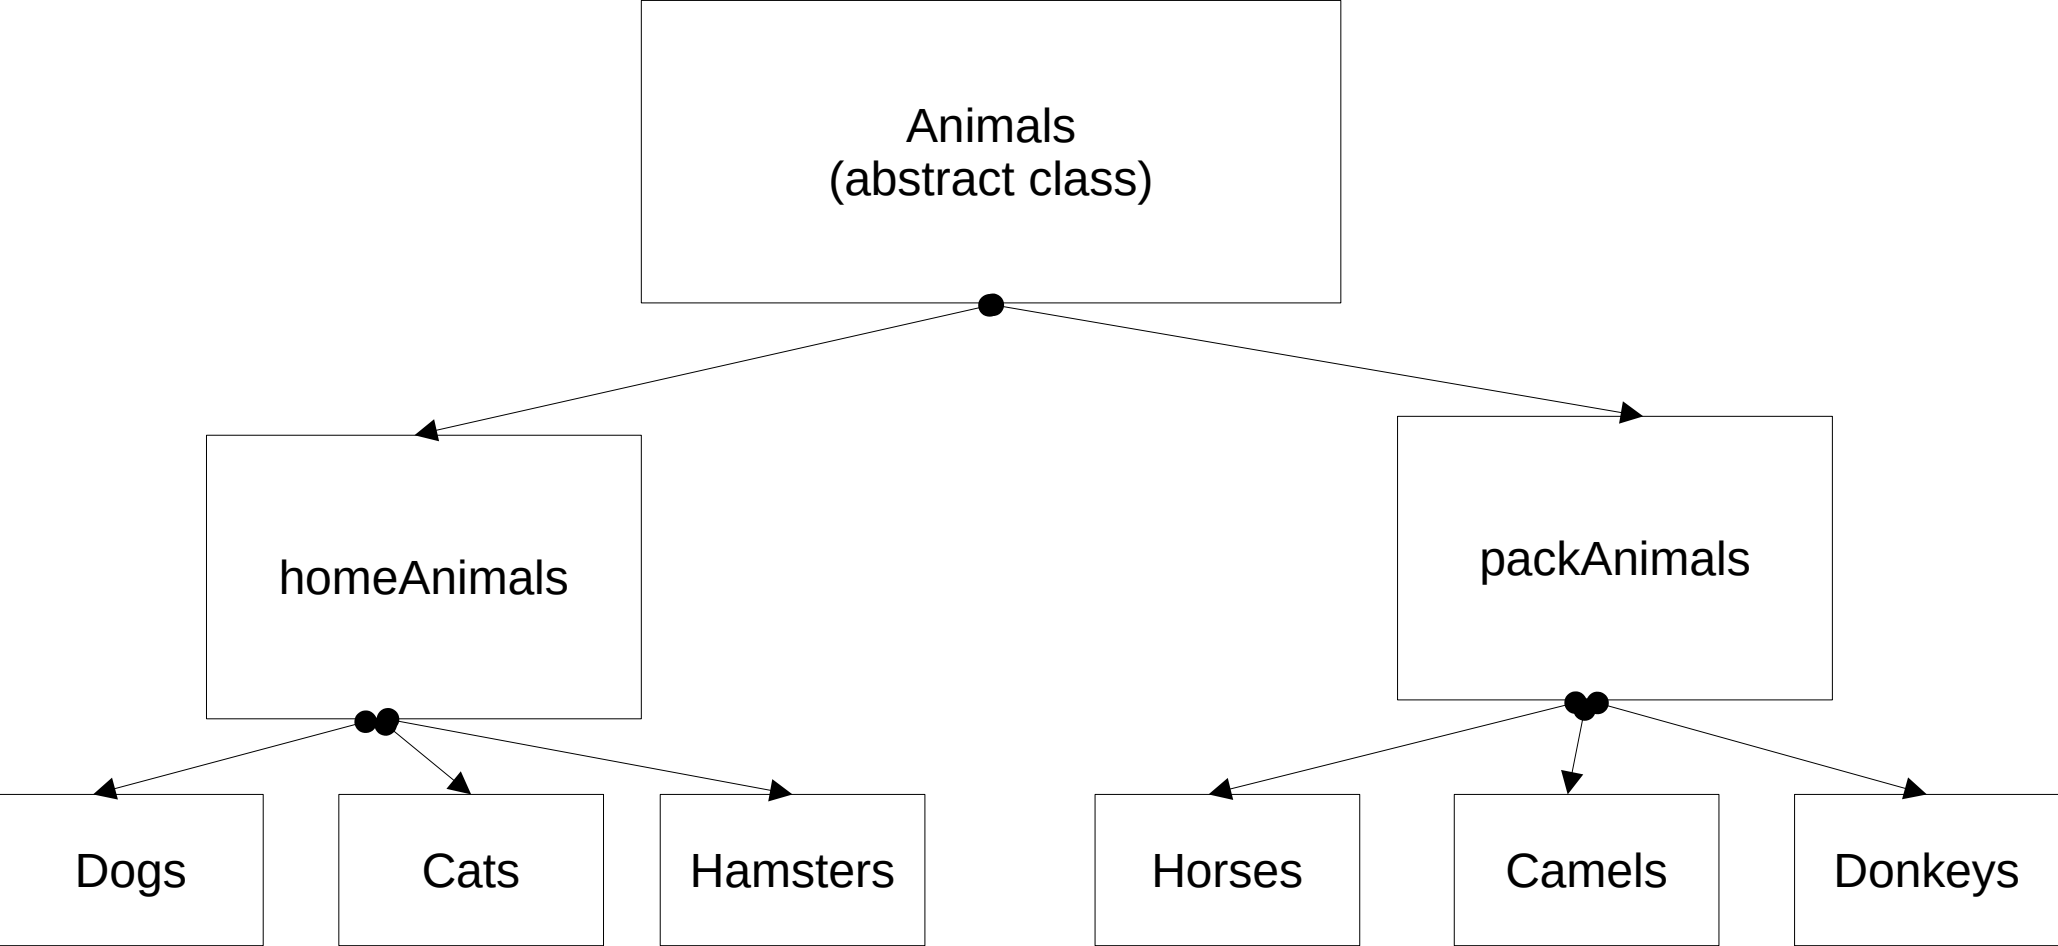 Animals
(abstract class)
homeAnimals
packAnimals
Dogs
Cats
Hamsters
Horses
Camels
Donkeys